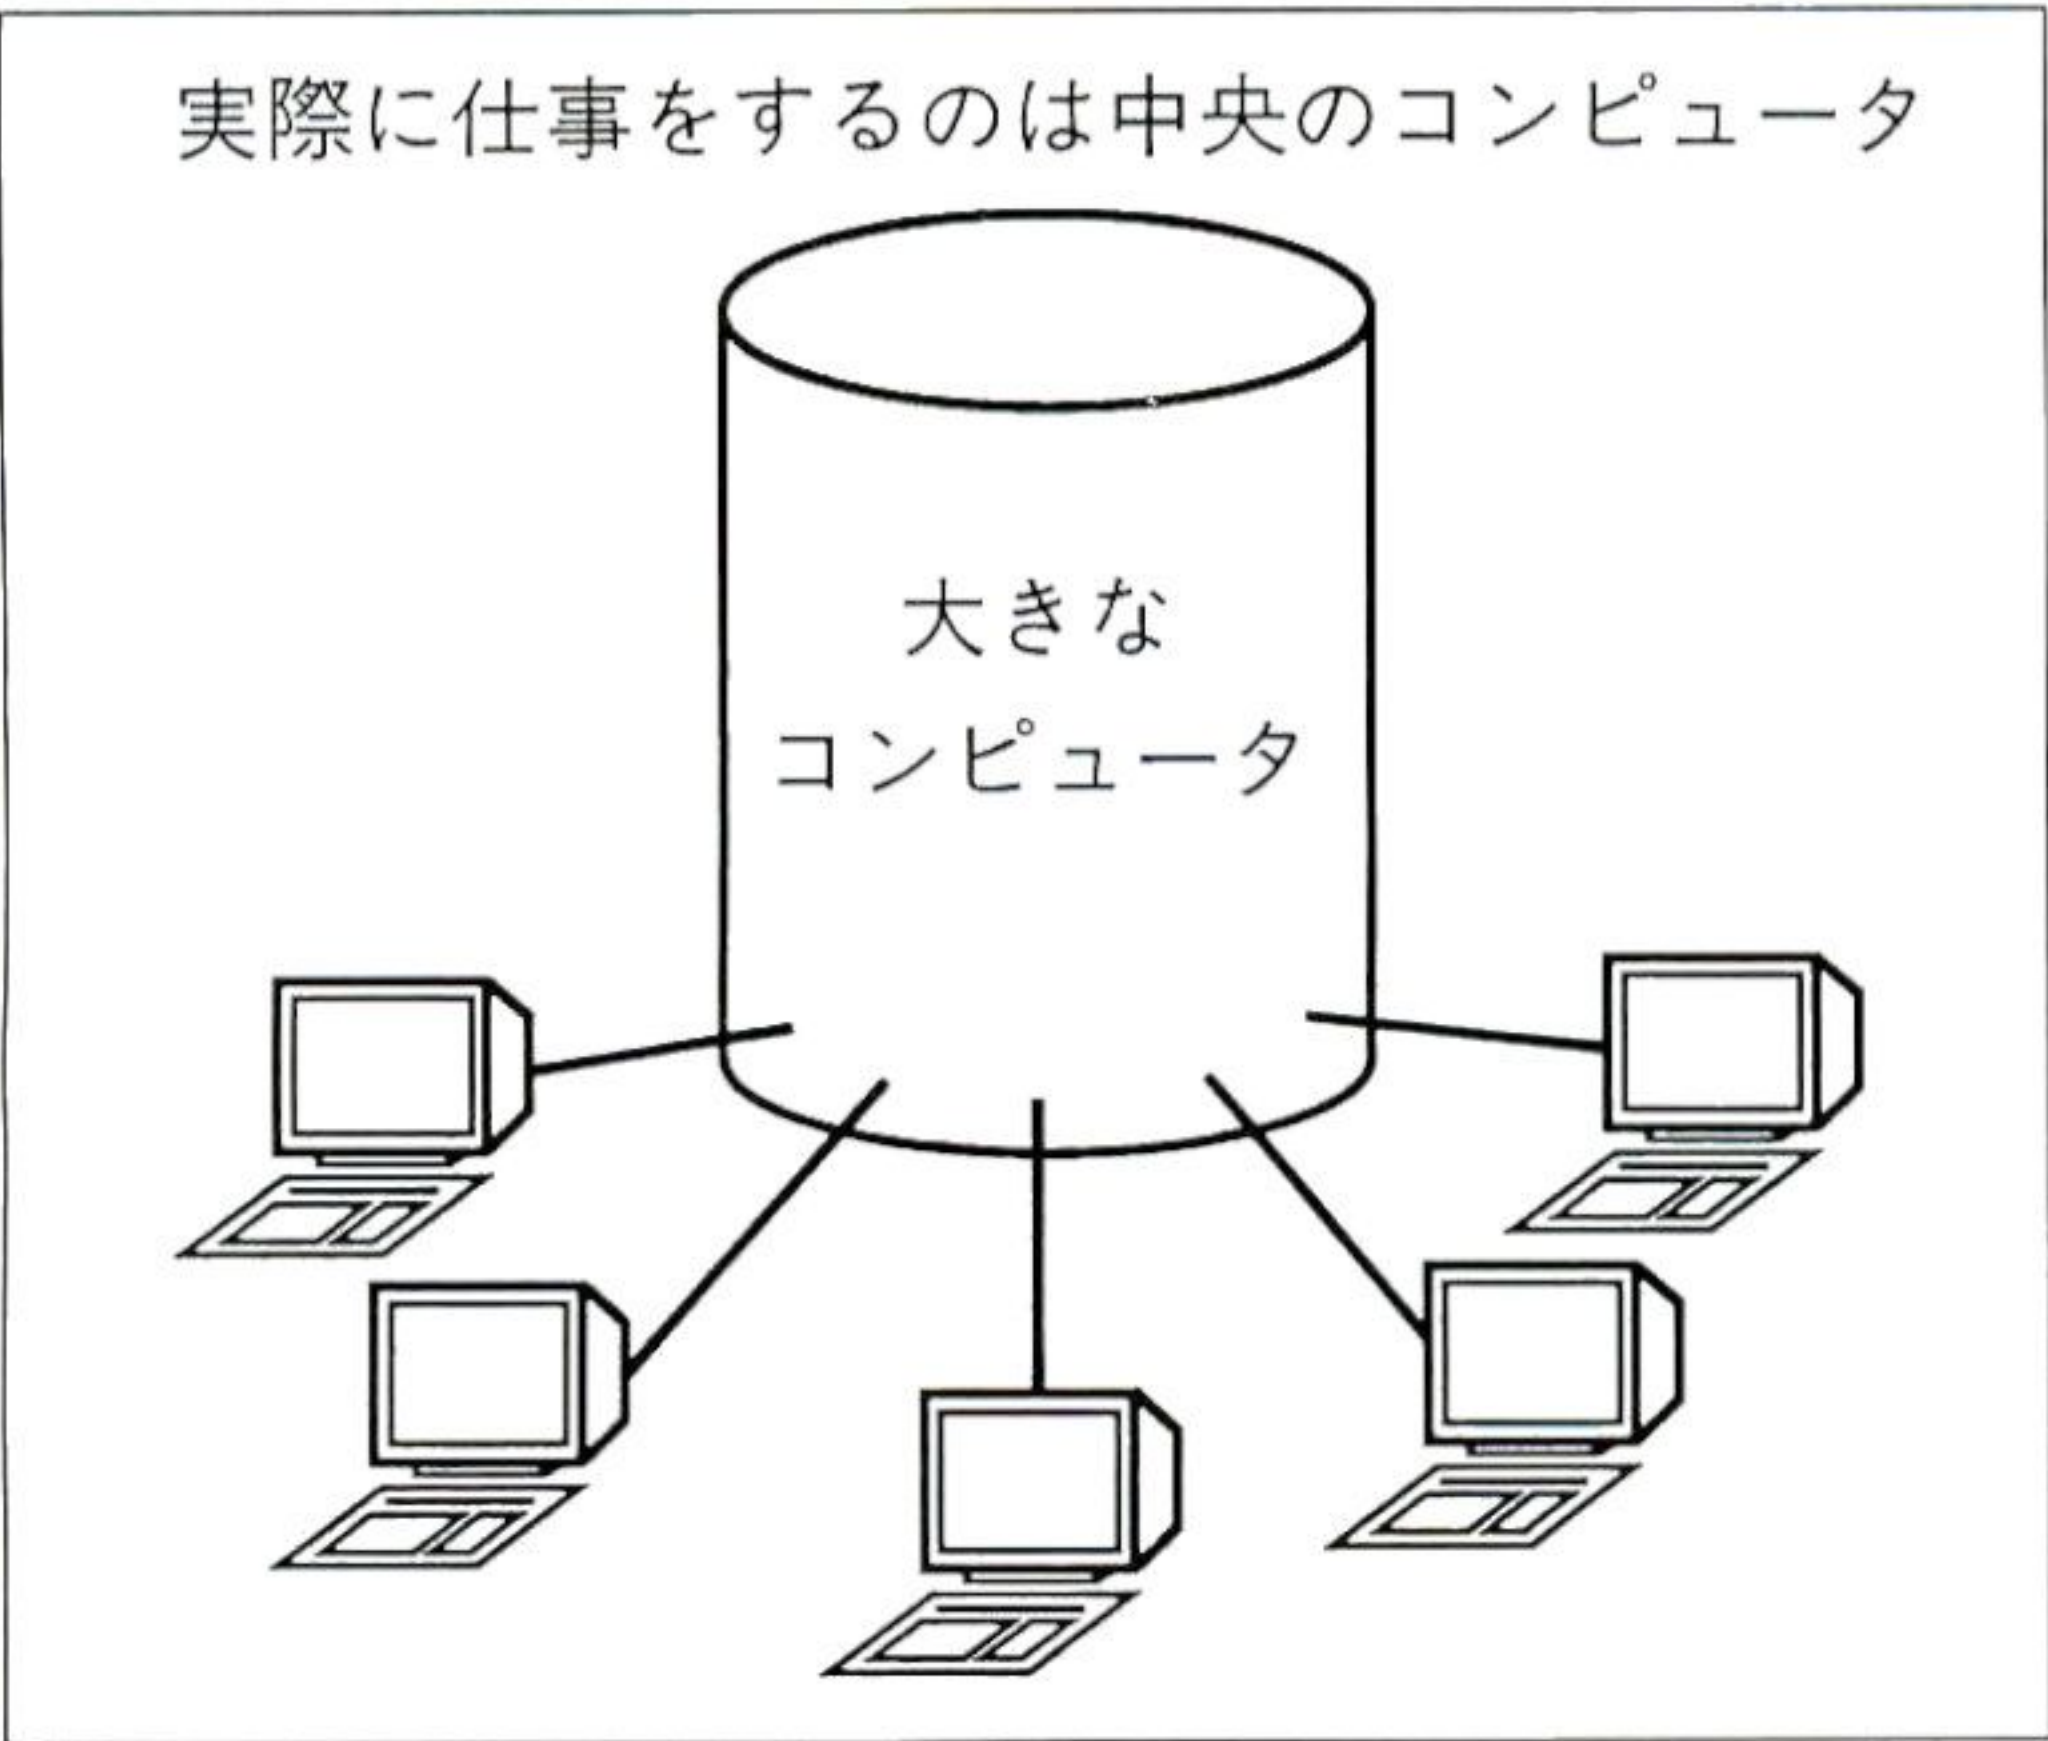 実際に仕事をするのは中央のコンピュータ
大きな
コンピュータ